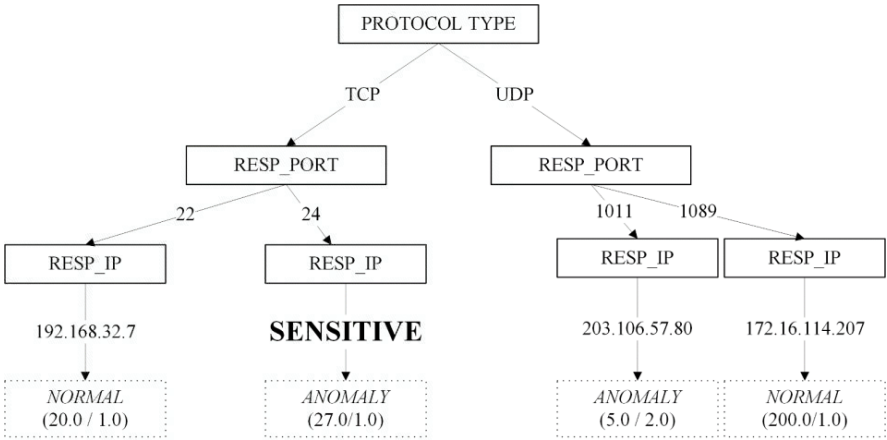 PROTOCOL TYPE
TCP
UDP
RESP_PORT
RESP_PORT
22
24
1011
1089
RESP_IP
RESP_IP
RESP_IP
RESP_IP
192.168.32.7
SENSITIVE
203.106.57.80
172.16.114.207
NORMAL
(20.0 / 1.0)
ANOMALY
(27.0/1.0)
ANOMALY
(5.0 / 2.0)
NORMAL
(200.0/1.0)